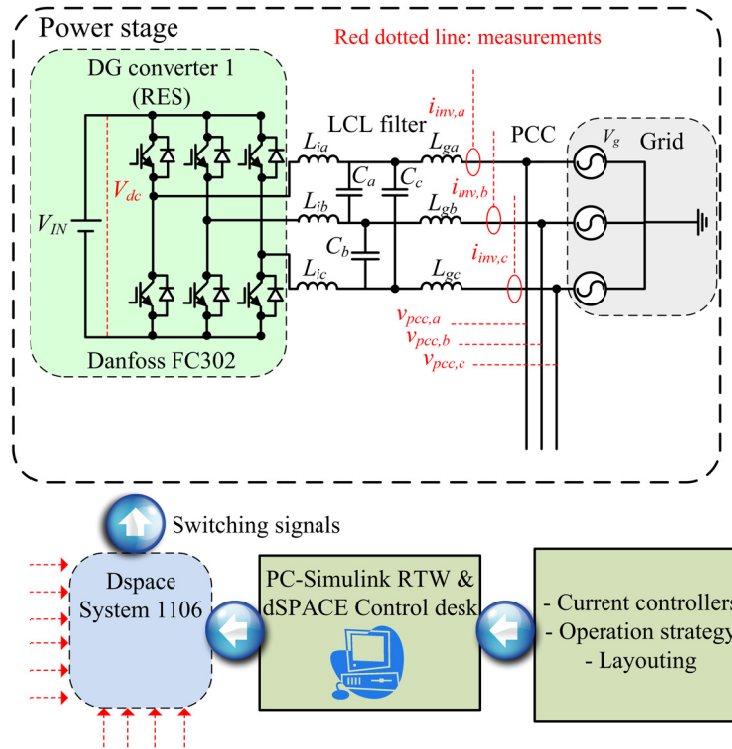 Power stage
Red dotted line: measurements
DG converter 1
(RES)
LCL filter
i_inv,a
PCC
V_g
Grid
L_ia
L_ga
V_dc
C_a
C_c
i_inv,b
V_IN
L_ib
L_gb
C_b
i_inv,c
L_ic
L_gc
v_pcc,a
v_pcc,b
v_pcc,c
Danfoss FC302
Switching signals
Dspace
System 1106
PC-Simulink RTW &
dSPACE Control desk
- Current controllers
- Operation strategy
- Layouting